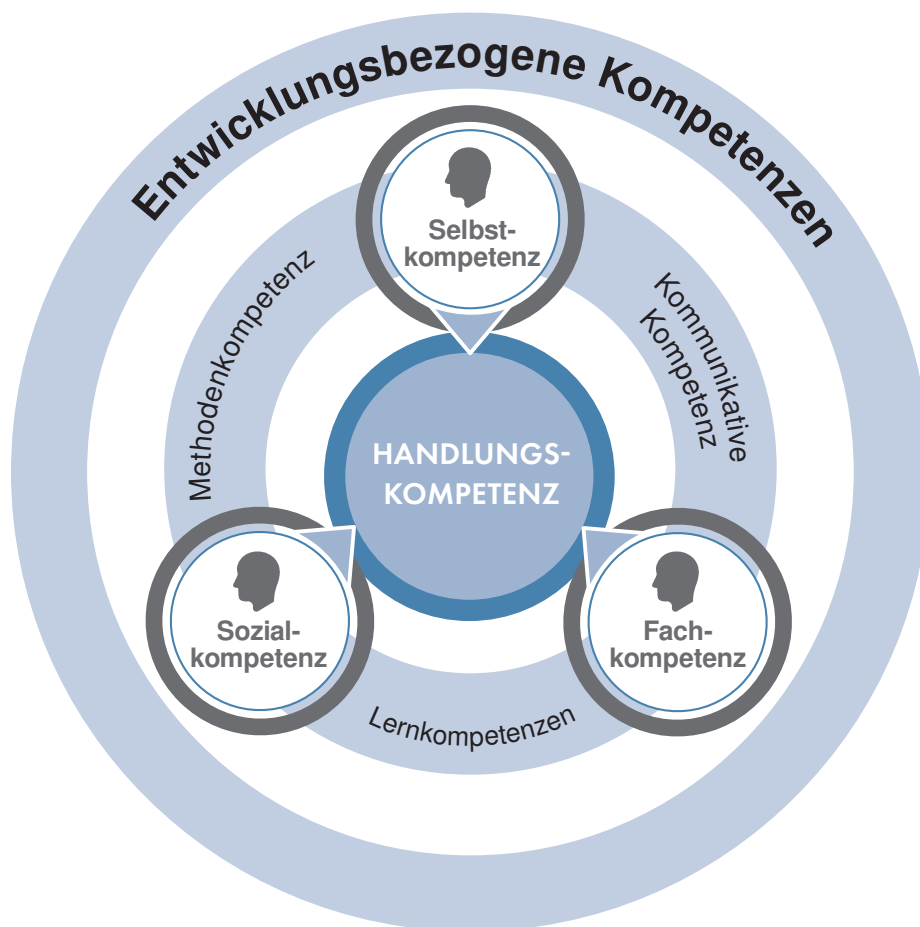 Entwicklungsbezogene Kompetenzen
Selbst-
kompetenz
Methodenkompetenz
Kommunikative
Kompetenz
HANDLUNGS-
KOMPETENZ
Sozial-
kompetenz
Fach-
kompetenz
Lernkompetenzen